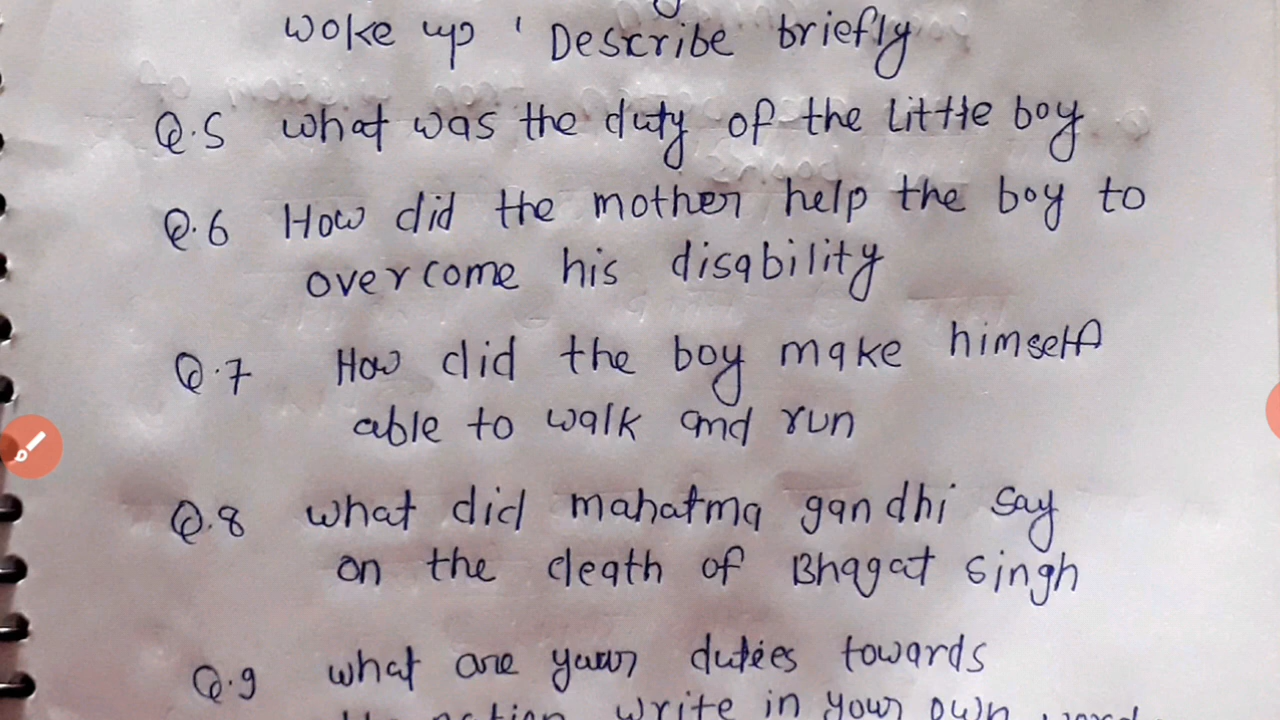 woke up ' Describe briefly
Q.5 what was the duty of the little boy
Q.6 How did the mother help the boy to
overcome his disability
Q.7 How did the boy make himself
able to walk and run
Q.8 what did mahatma gandhi say
on the death of Bhagat singh
Q.9 what are your duties towards
the nation write in your own word